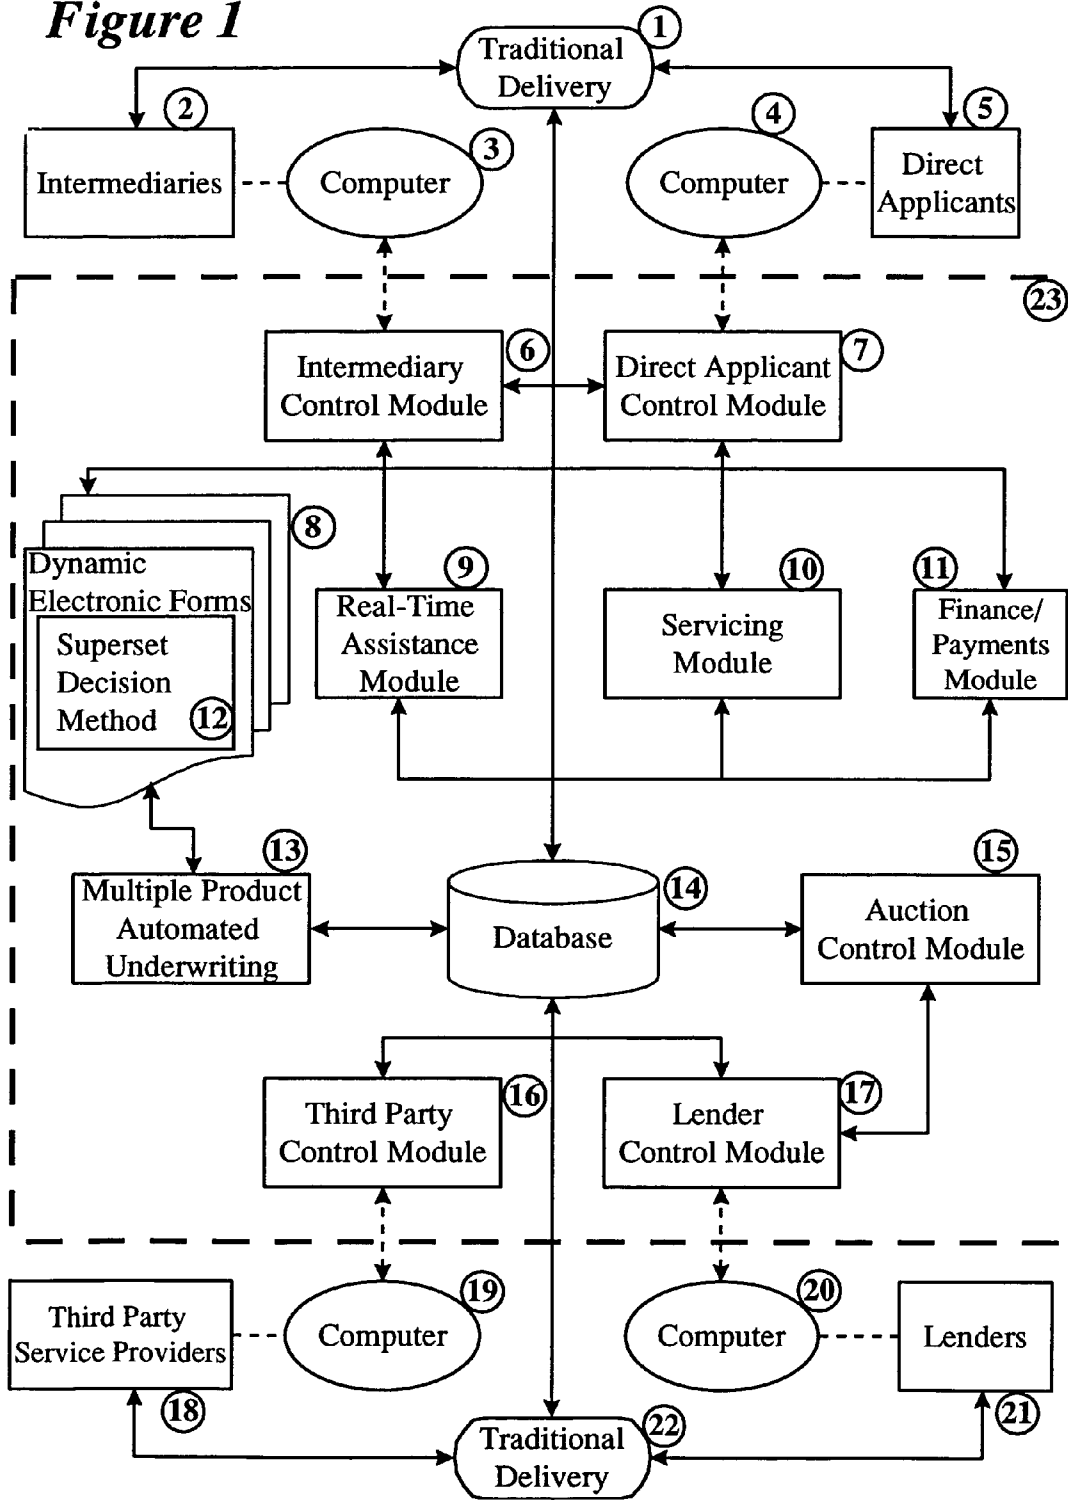 Figure 1
1
Traditional
Delivery
2
3
4
5
Intermediaries
Computer
Computer
Direct
Applicants
23
6
7
Intermediary
Control Module
Direct Applicant
Control Module
8
Dynamic
Electronic Forms
Superset
Decision
Method
12
9
Real-Time
Assistance
Module
10
Servicing
Module
11
Finance/
Payments
Module
13
Multiple Product
Automated
Underwriting
14
Database
15
Auction
Control Module
16
Third Party
Control Module
17
Lender
Control Module
19
20
Third Party
Service Providers
Computer
Computer
Lenders
18
21
22
Traditional
Delivery